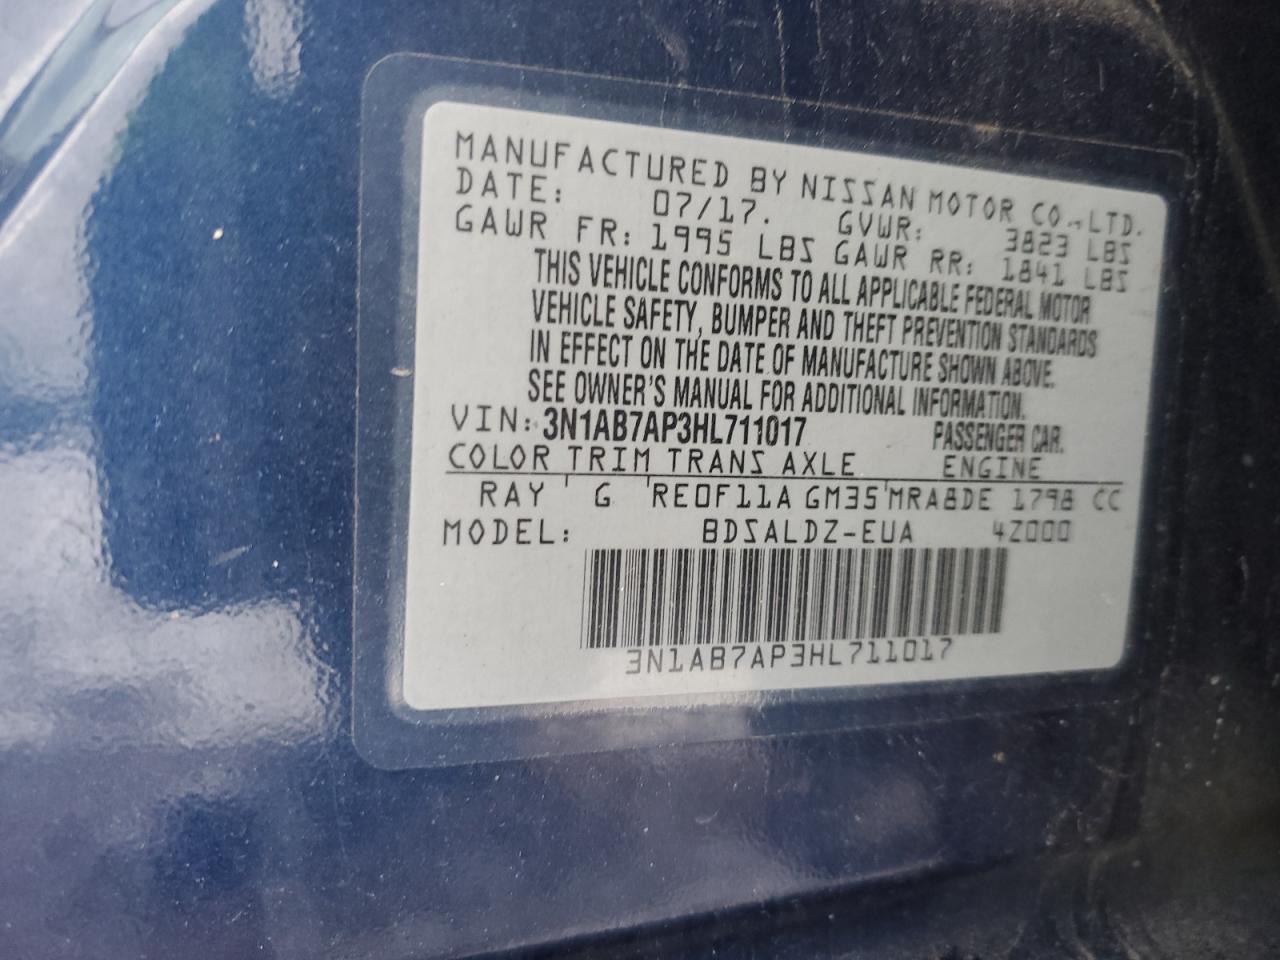 MANUFACTURED BY NISSAN MOTOR CO.,LTD.
DATE: 07/17. GVWR: 3823 LBS
GAWR FR: 1995 LBS GAWR RR: 1841 LBS
THIS VEHICLE CONFORMS TO ALL APPLICABLE FEDERAL MOTOR
VEHICLE SAFETY, BUMPER AND THEFT PREVENTION STANDARDS
IN EFFECT ON THE DATE OF MANUFACTURE SHOWN ABOVE.
SEE OWNER'S MANUAL FOR ADDITIONAL INFORMATION.
VIN: 3N1AB7AP3HL711017 PASSENGER CAR.
COLOR TRIM TRANS AXLE ENGINE
RAY G RE0F11A GM35 MRA8DE 1798 CC
MODEL: BDSALDZ-EUA 4Z000
3N1AB7AP3HL711017